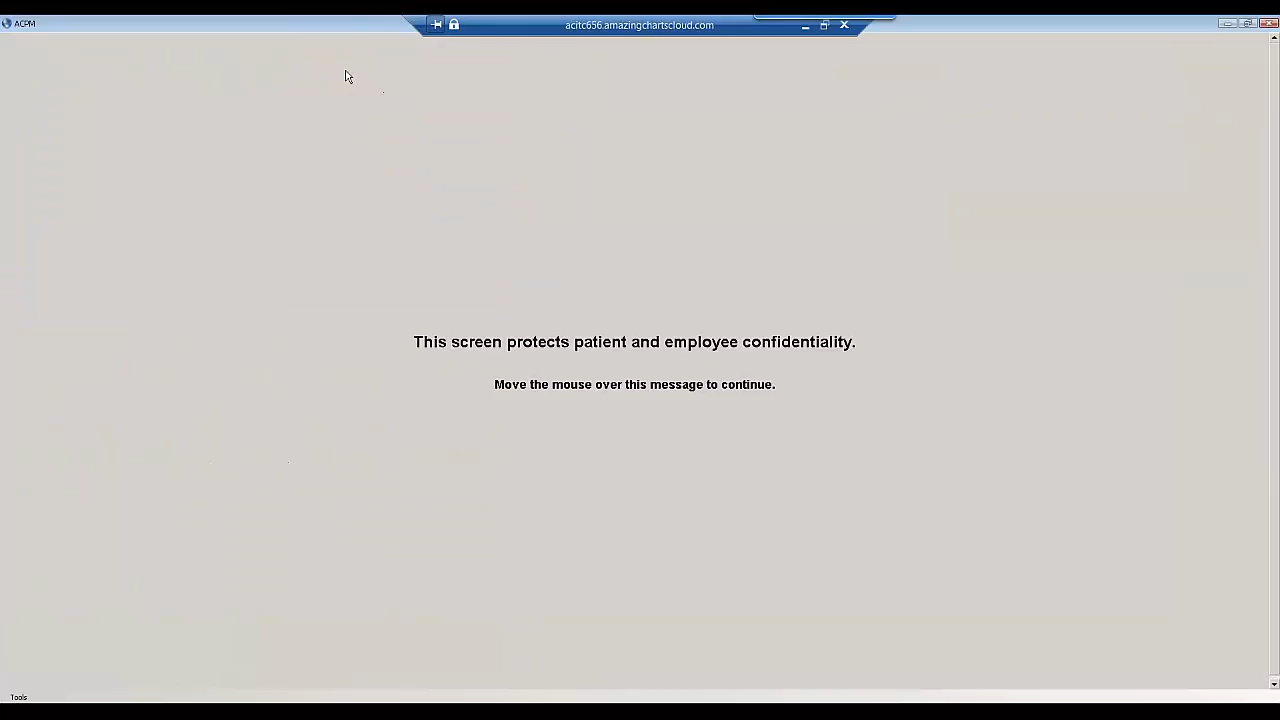 ACPM
acitc656.amazingchartscloud.com
This screen protects patient and employee confidentiality.
Move the mouse over this message to continue.
Tools